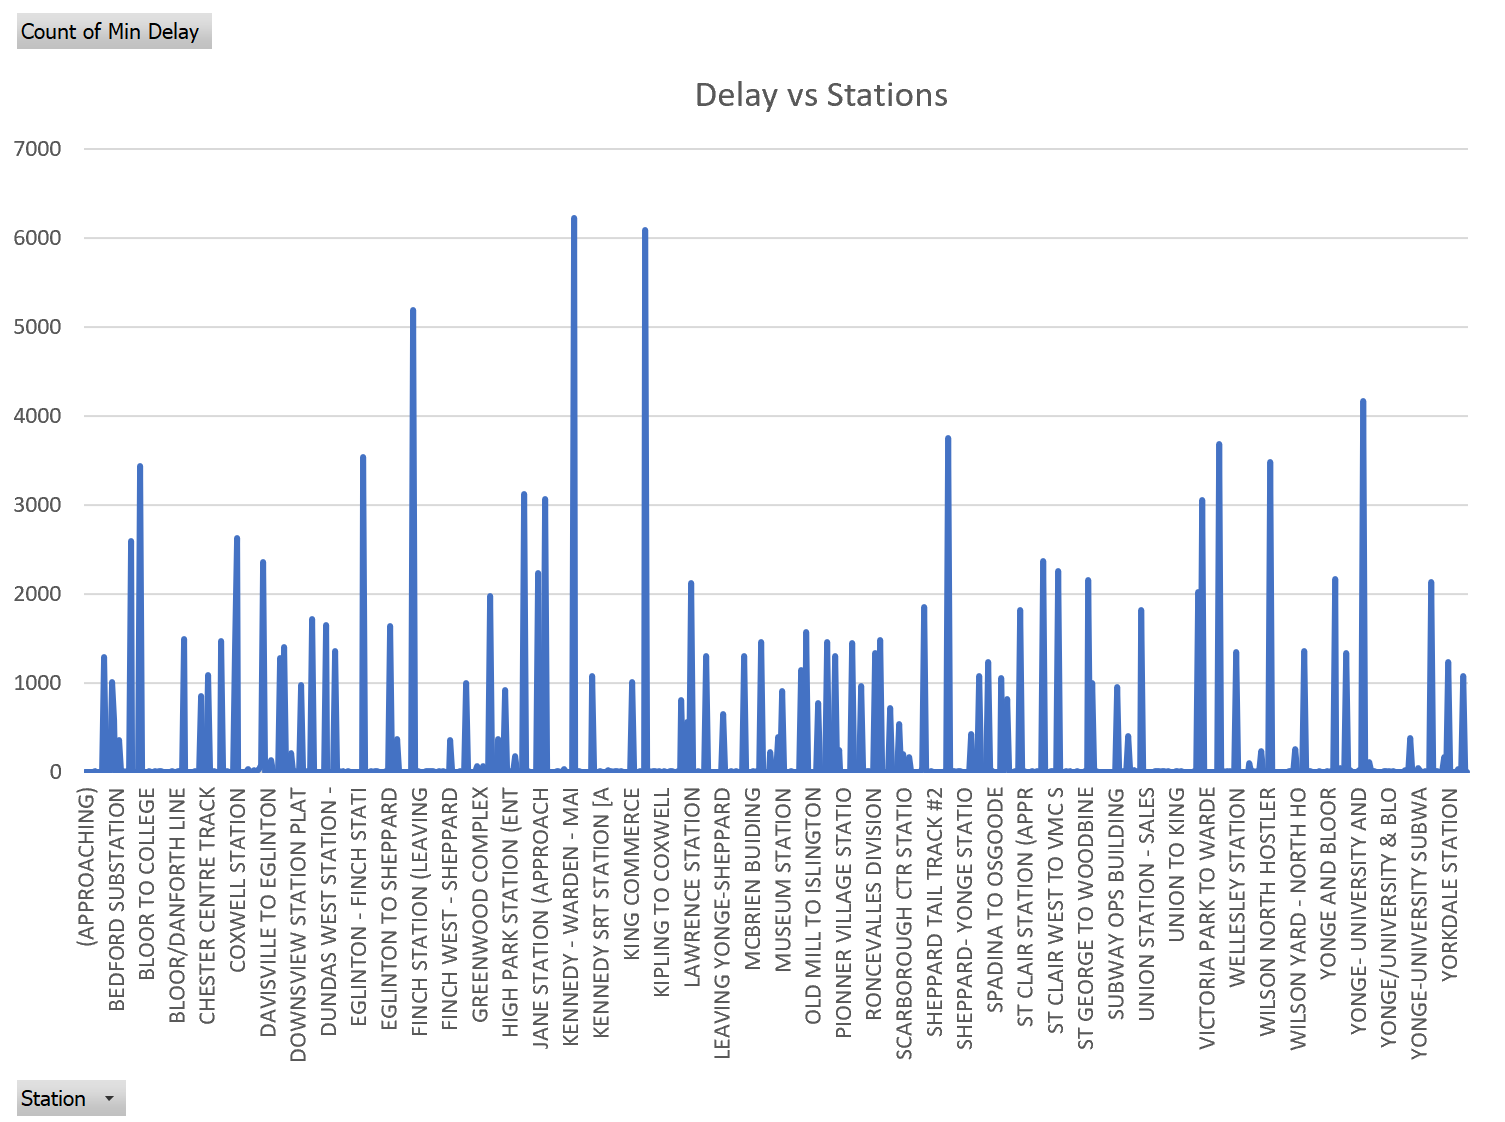 Count of Min Delay
Delay vs Stations
7000
6000
5000
4000
3000
2000
1000
0
(APPROACHING)
BEDFORD SUBSTATION
BLOOR TO COLLEGE
BLOOR/DANFORTH LINE
CHESTER CENTRE TRACK
COXWELL STATION
DAVISVILLE TO EGLINTON
DOWNSVIEW STATION PLAT
DUNDAS WEST STATION -
EGLINTON - FINCH STATI
EGLINTON TO SHEPPARD
FINCH STATION (LEAVING
FINCH WEST - SHEPPARD
GREENWOOD COMPLEX
HIGH PARK STATION (ENT
JANE STATION (APPROACH
KENNEDY - WARDEN - MAI
KENNEDY SRT STATION [A
KING COMMERCE
KIPLING TO COXWELL
LAWRENCE STATION
LEAVING YONGE-SHEPPARD
MCBRIEN BUIDING
MUSEUM STATION
OLD MILL TO ISLINGTON
PIONNER VILLAGE STATIO
RONCEVALLES DIVISION
SCARBOROUGH CTR STATIO
SHEPPARD TAIL TRACK #2
SHEPPARD- YONGE STATIO
SPADINA TO OSGOODE
ST CLAIR STATION (APPR
ST CLAIR WEST TO VMC S
ST GEORGE TO WOODBINE
SUBWAY OPS BUILDING
UNION STATION - SALES
UNION TO KING
VICTORIA PARK TO WARDE
WELLESLEY STATION
WILSON NORTH HOSTLER
WILSON YARD - NORTH HO
YONGE AND BLOOR
YONGE- UNIVERSITY AND
YONGE/UNIVERSITY & BLO
YONGE-UNIVERSITY SUBWA
YORKDALE STATION
Station